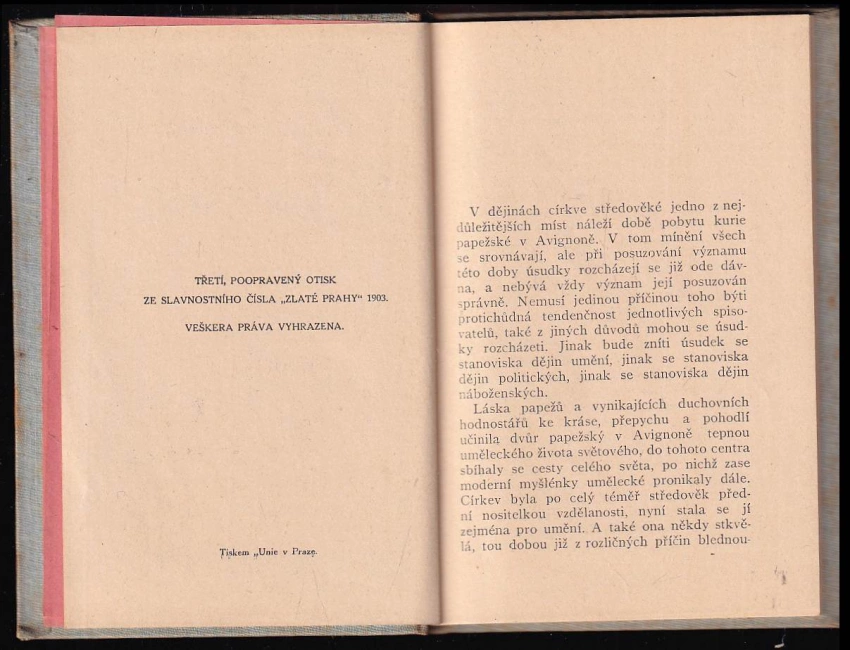 TŘETÍ, POOPRAVENÝ OTISK
ZE SLAVNOSTNÍHO ČÍSLA „ZLATÉ PRAHY“ 1903.
VEŠKERA PRÁVA VYHRAZENA.
Tiskem „Unie v Praze.
V dějinách církve středověké jedno z nej-
důležitějších míst náleží době pobytu kurie
papežské v Avignoně. V tom mínění všech
se srovnávají, ale při posuzování významu
této doby úsudky rozcházejí se již ode dáv-
na, a nebývá vždy význam její posuzován
správně. Nemusí jedinou příčinou toho býti
protichůdná tendenčnost jednotlivých spiso-
vatelů, také z jiných důvodů mohou se úsud-
ky rozcházeti. Jinak bude zníti úsudek se
stanoviska dějin umění, jinak se stanoviska
dějin politických, jinak se stanoviska dějin
náboženských.
Láska papežů a vynikajících duchovních
hodnostářů ke kráse, přepychu a pohodlí
učinila dvůr papežský v Avignoně tepnou
uměleckého života světového, do tohoto centra
sbíhaly se cesty celého světa, po nichž zase
moderní myšlénky umělecké pronikaly dále.
Církev byla po celý téměř středověk před-
ní nositelkou vzdělanosti, nyní stala se jí
zejména pro umění. A také ona někdy stkvě-
lá, tou dobou již z rozličných příčin blednou-